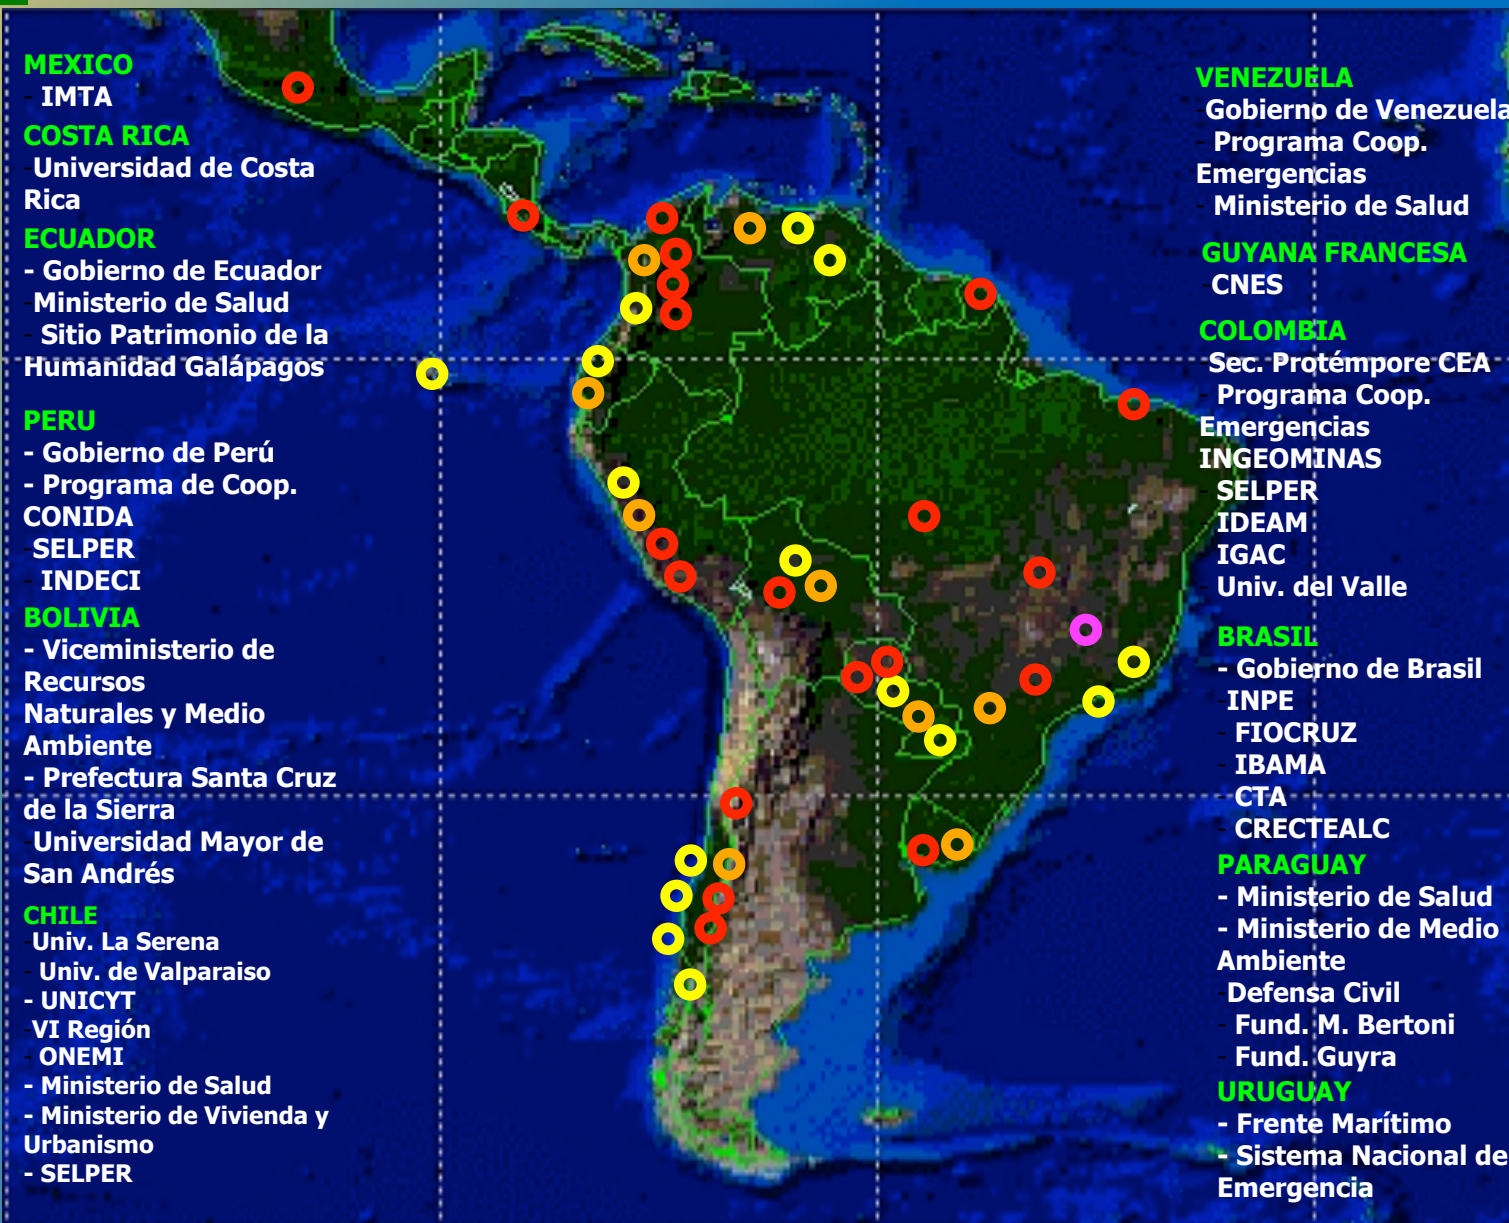 MEXICO
- IMTA
COSTA RICA
-Universidad de Costa
Rica
ECUADOR
- Gobierno de Ecuador
-Ministerio de Salud
- Sitio Patrimonio de la
Humanidad Galápagos
PERU
- Gobierno de Perú
- Programa de Coop.
CONIDA
-SELPER
- INDECI
BOLIVIA
- Viceministerio de
Recursos
Naturales y Medio
Ambiente
- Prefectura Santa Cruz
de la Sierra
-Universidad Mayor de
San Andrés
CHILE
-Univ. La Serena
- Univ. de Valparaiso
- UNICYT
-VI Región
- ONEMI
- Ministerio de Salud
- Ministerio de Vivienda y
Urbanismo
- SELPER
VENEZUELA
-Gobierno de Venezuela
- Programa Coop.
Emergencias
- Ministerio de Salud
GUYANA FRANCESA
-CNES
COLOMBIA
-Sec. Protémpore CEA
- Programa Coop.
Emergencias
INGEOMINAS
- SELPER
- IDEAM
- IGAC
- Univ. del Valle
BRASIL
- Gobierno de Brasil
-INPE
- FIOCRUZ
- IBAMA
- CTA
- CRECTEALC
PARAGUAY
- Ministerio de Salud
- Ministerio de Medio
Ambiente
-Defensa Civil
- Fund. M. Bertoni
- Fund. Guyra
URUGUAY
- Frente Marítimo
- Sistema Nacional de
Emergencia